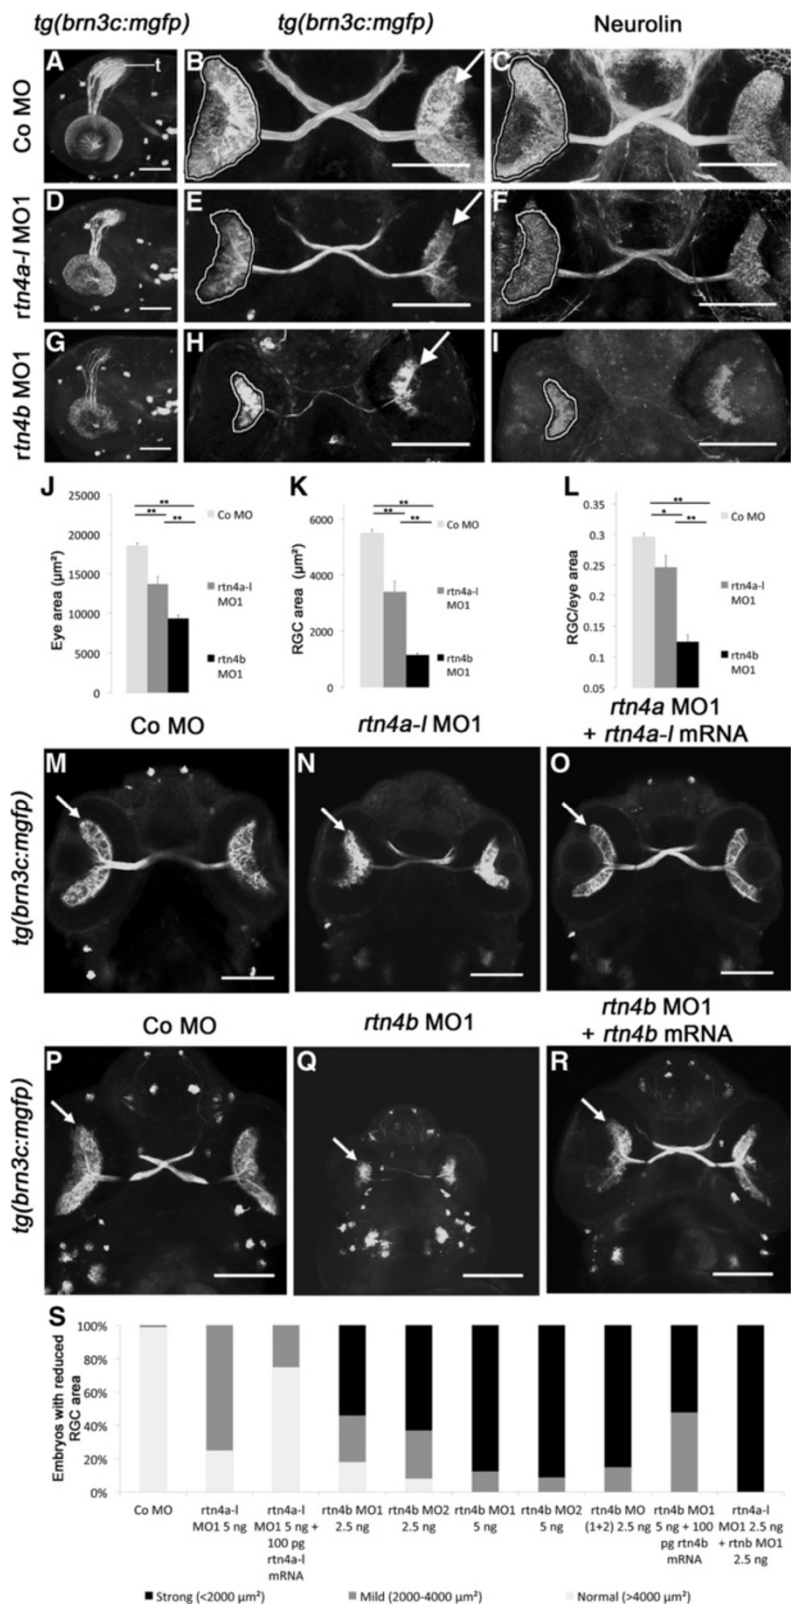 tg(brn3c:mgfp) tg(brn3c:mgfp) Neurolin
Co MO
A t B C
rtn4a-l MO1
D E F
rtn4b MO1
G H I
J
Eye area (µm²)
25000
20000
15000
10000
5000
0
** ** **
Co MO
rtn4a-l
MO1
rtn4b
MO1
K
RGC area (µm²)
6000
4000
2000
0
** ** **
Co MO
rtn4a-l
MO1
rtn4b
MO1
L
RGC/eye area
0.35
0.3
0.25
0.2
0.15
0.1
0.05
** * **
Co MO
rtn4a-l
MO1
rtn4b
MO1
Co MO rtn4a-l MO1 rtn4a MO1
+ rtn4a-l mRNA
tg(brn3c:mgfp)
M N O
Co MO rtn4b MO1 rtn4b MO1
+ rtn4b mRNA
tg(brn3c:mgfp)
P Q R
S
Embryos with reduced
RGC area
100%
80%
60%
40%
20%
0%
Co MO
rtn4a-l
MO1 5 ng
rtn4a-l
MO1 5 ng +
100 pg
rtn4a-l
mRNA
rtn4b MO1
2.5 ng
rtn4b MO2
2.5 ng
rtn4b MO1
5 ng
rtn4b MO2
5 ng
rtn4b MO
(1+2) 2.5 ng
rtn4b MO1
5 ng + 100
pg rtn4b
mRNA
rtn4a-l
MO1 2.5 ng
+ rtnb MO1
2.5 ng
Strong (<2000 µm²) Mild (2000-4000 µm²) Normal (>4000 µm²)